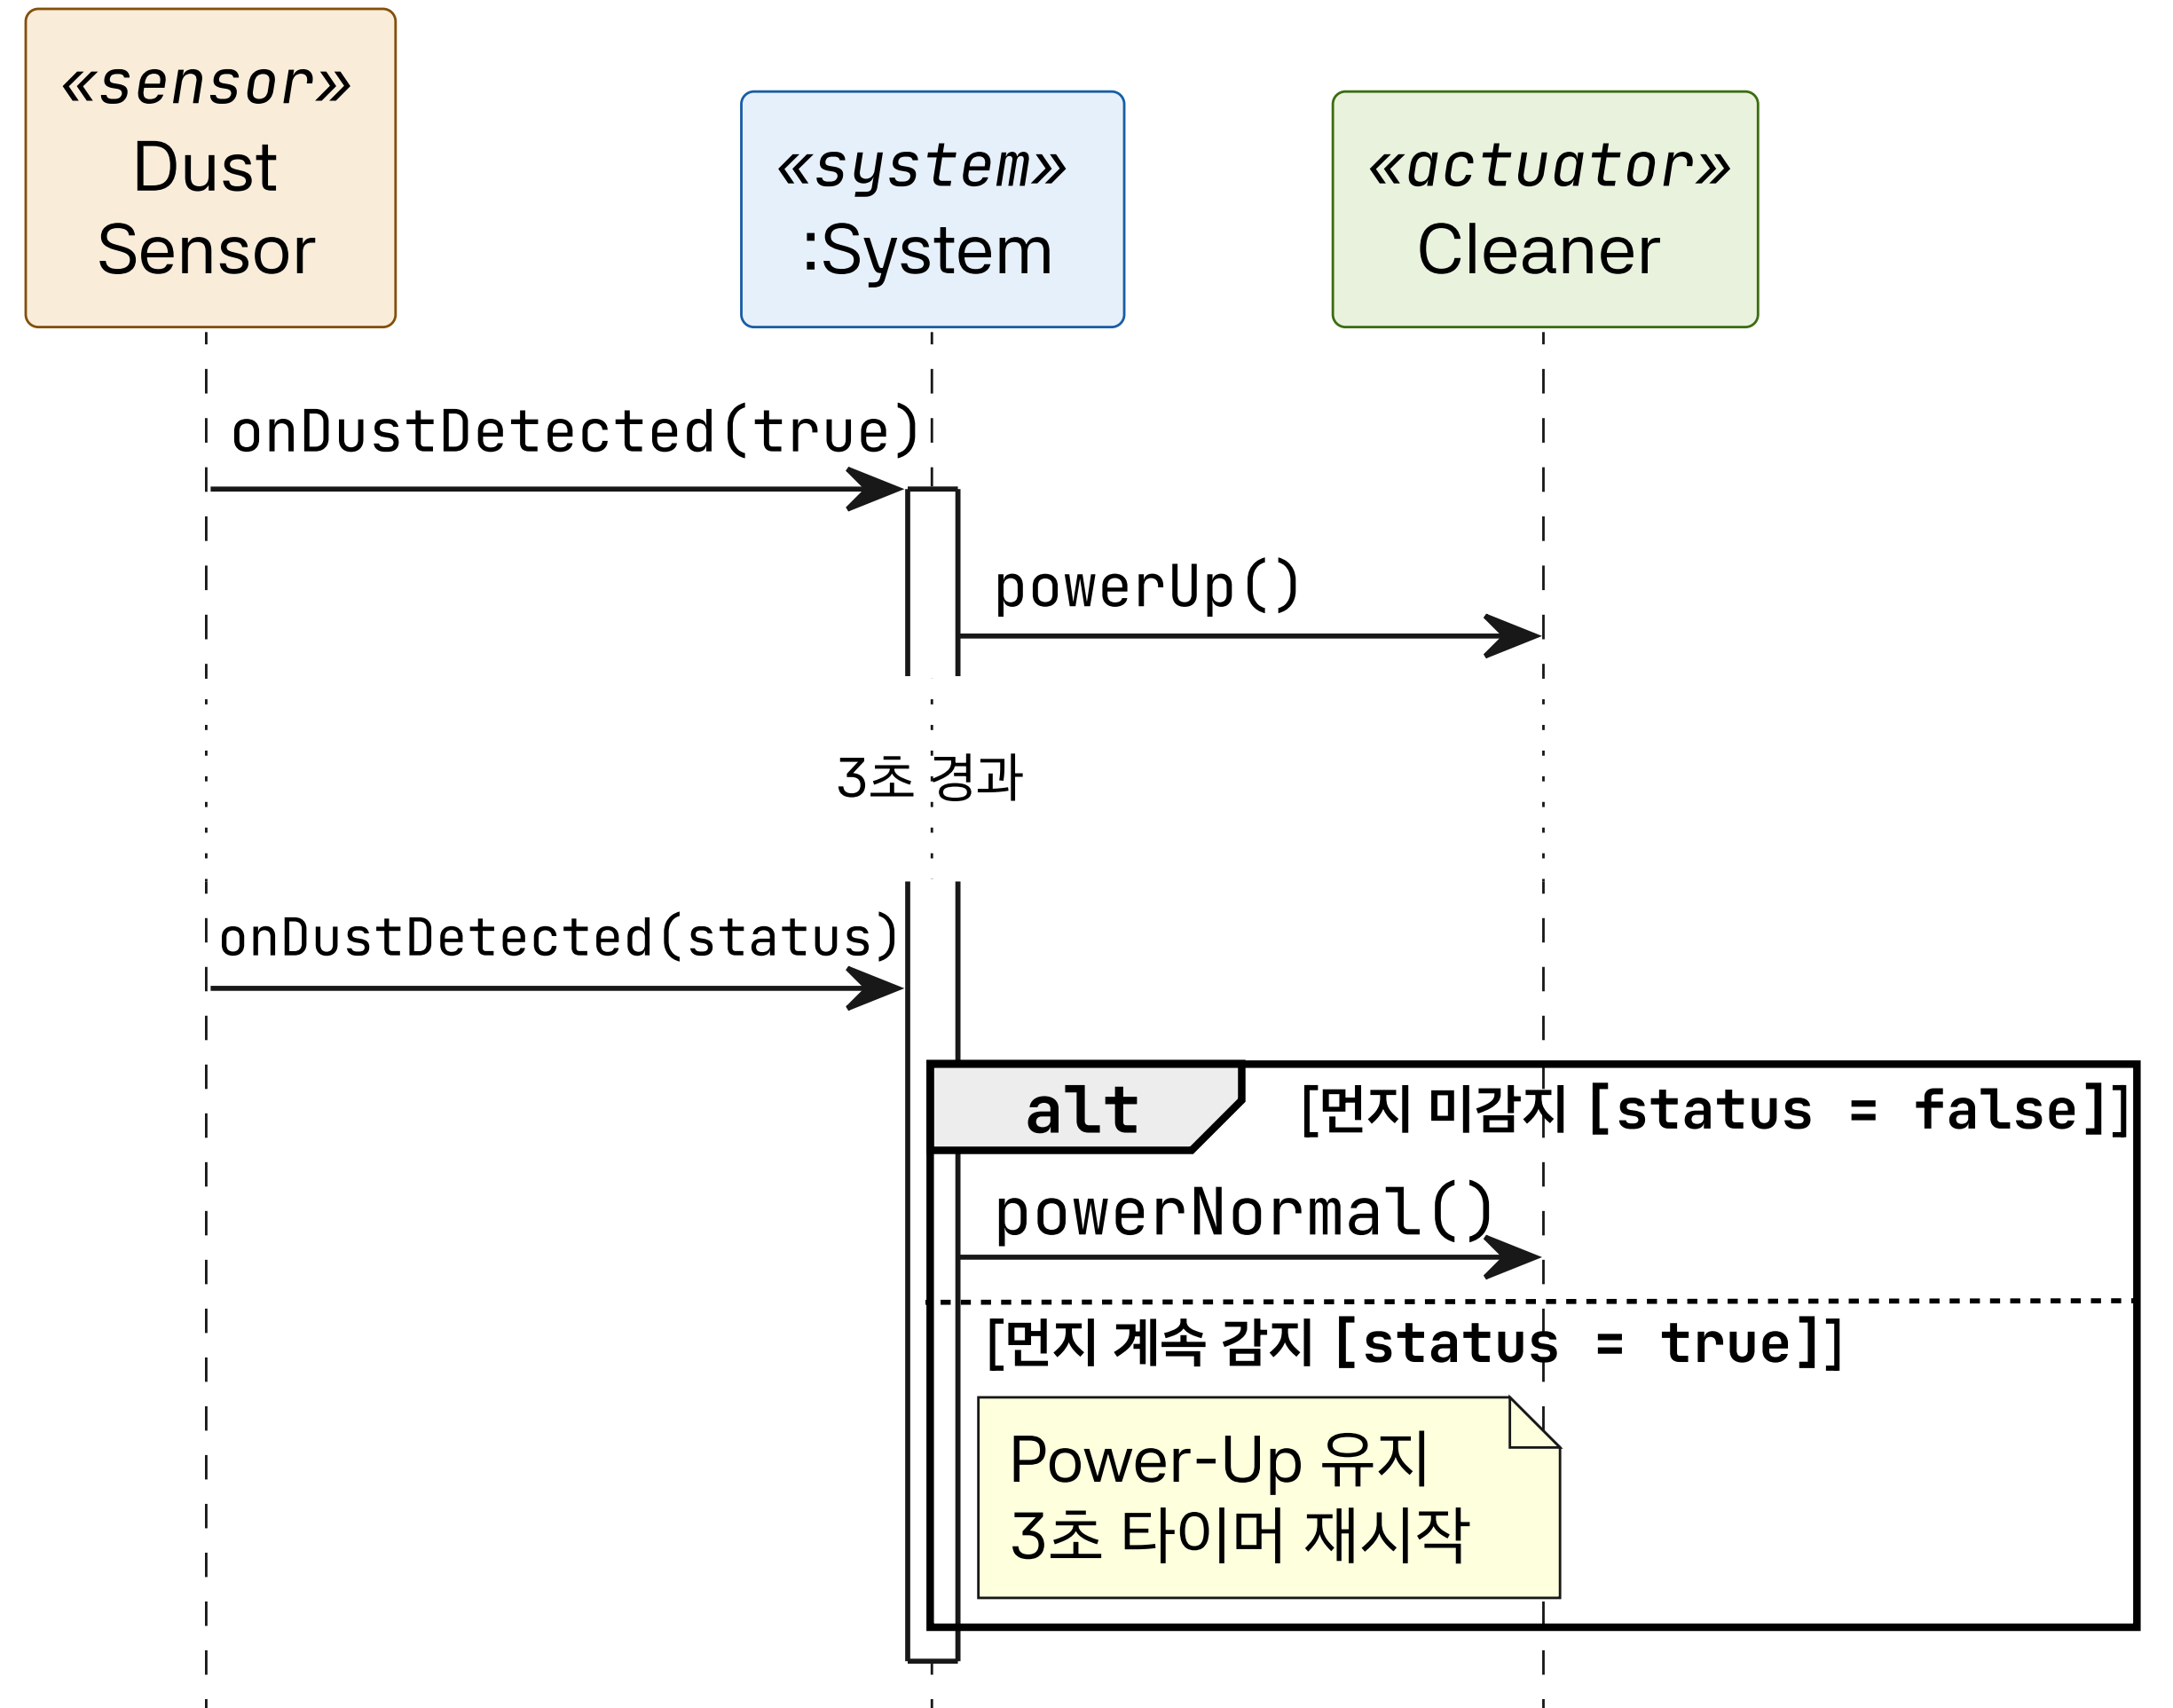 «sensor»
Dust
Sensor
«system»
:System
«actuator»
Cleaner
onDustDetected(true)
powerUp()
3초 경과
onDustDetected(status)
alt
[먼지 미감지 [status = false]]
powerNormal()
[먼지 계속 감지 [status = true]]
Power-Up 유지
3초 타이머 재시작